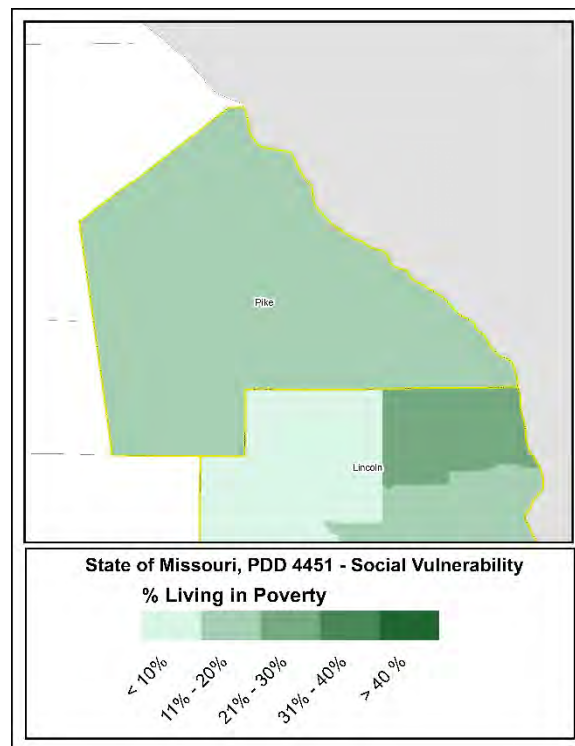 Pike
Lincoln
State of Missouri, PDD 4451 - Social Vulnerability
% Living in Poverty
< 10%
11% - 20%
21% - 30%
31% - 40%
> 40 %